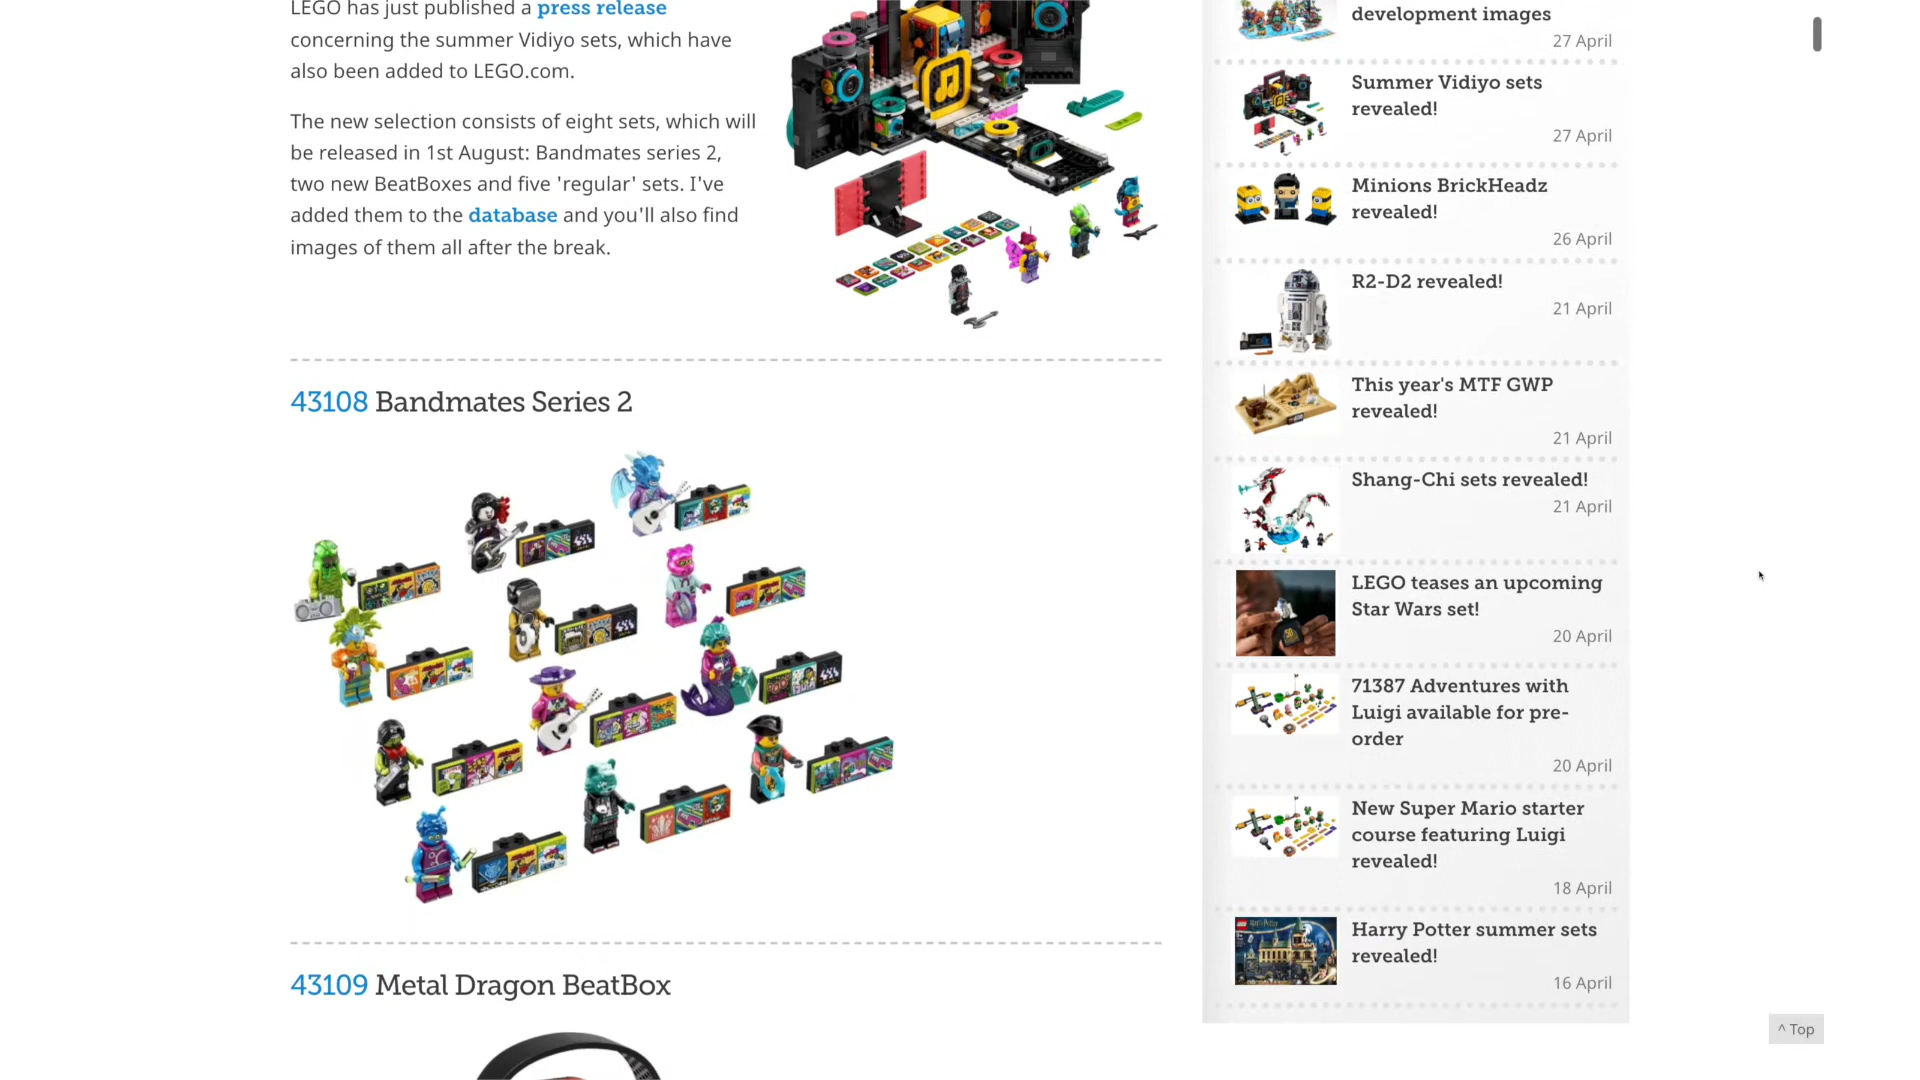 LEGO has just published a press release
concerning the summer Vidiyo sets, which have
also been added to LEGO.com.
The new selection consists of eight sets, which will
be released in 1st August: Bandmates series 2,
two new BeatBoxes and five 'regular' sets. I've
added them to the database and you'll also find
images of them all after the break.
43108 Bandmates Series 2
43109 Metal Dragon BeatBox
development images
27 April
Summer Vidiyo sets
revealed!
27 April
Minions BrickHeadz
revealed!
26 April
R2-D2 revealed!
21 April
This year's MTF GWP
revealed!
21 April
Shang-Chi sets revealed!
21 April
LEGO teases an upcoming
Star Wars set!
20 April
71387 Adventures with
Luigi available for pre-
order
20 April
New Super Mario starter
course featuring Luigi
revealed!
18 April
Harry Potter summer sets
revealed!
16 April
^ Top